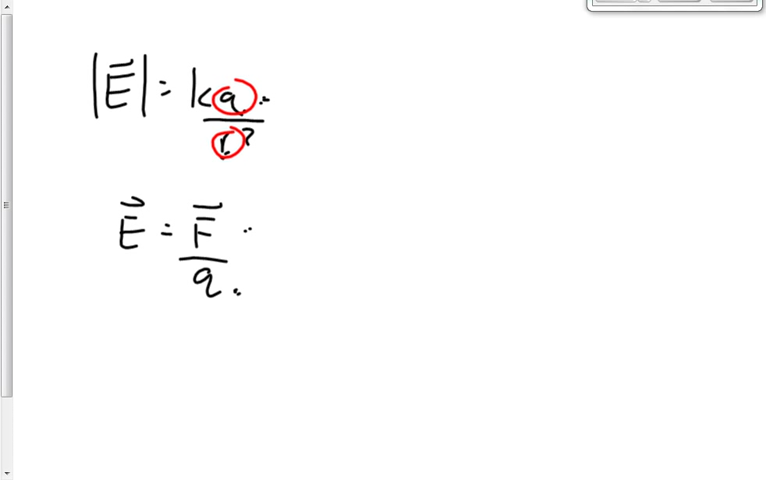 |E⃗| = kq / r²
E⃗ = F⃗ / q